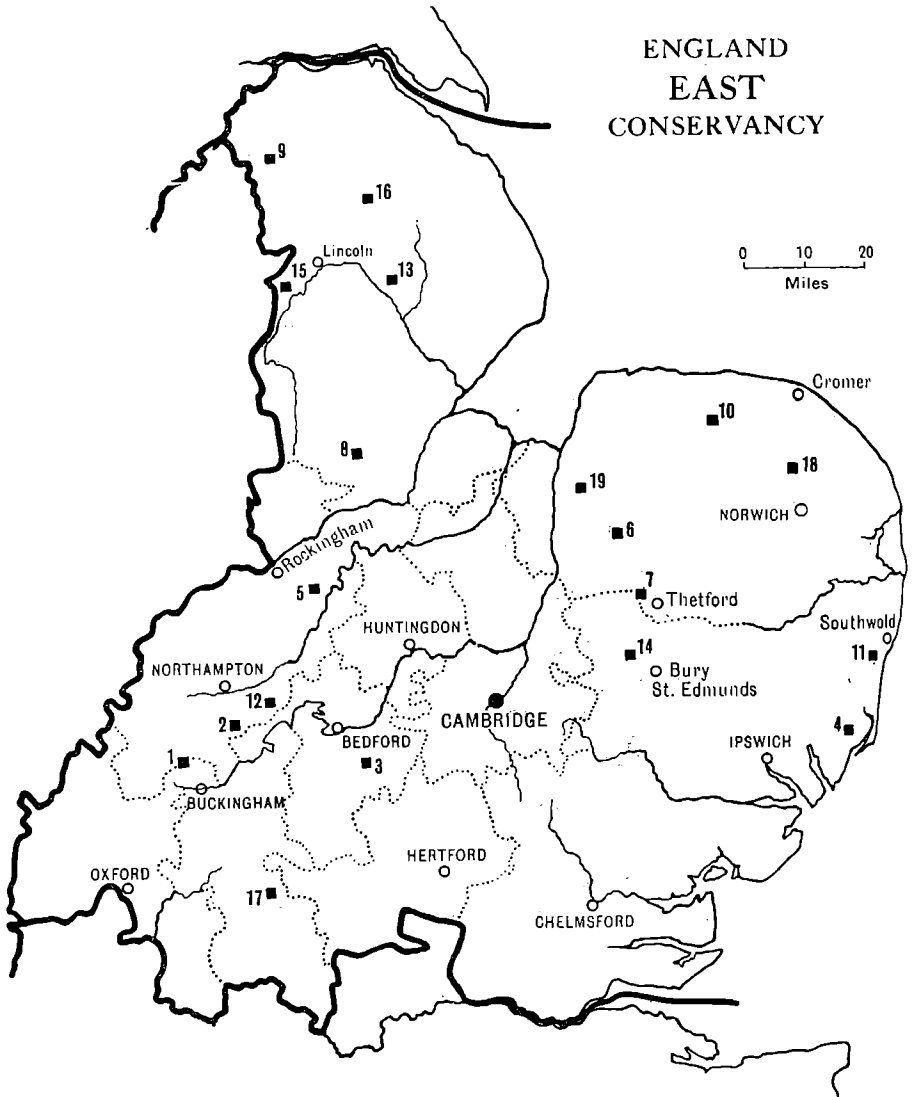 ENGLAND
EAST
CONSERVANCY
9
16
Lincoln
15
13
0 10 20
Miles
Cromer
10
8
18
19
NORWICH
6
Rockingham
5
7
Thetford
HUNTINGDON
Southwold
14
11
NORTHAMPTON
Bury
St. Edmunds
12
2
CAMBRIDGE
BEDFORD
4
1
3
IPSWICH
BUCKINGHAM
HERTFORD
OXFORD
17
CHELMSFORD